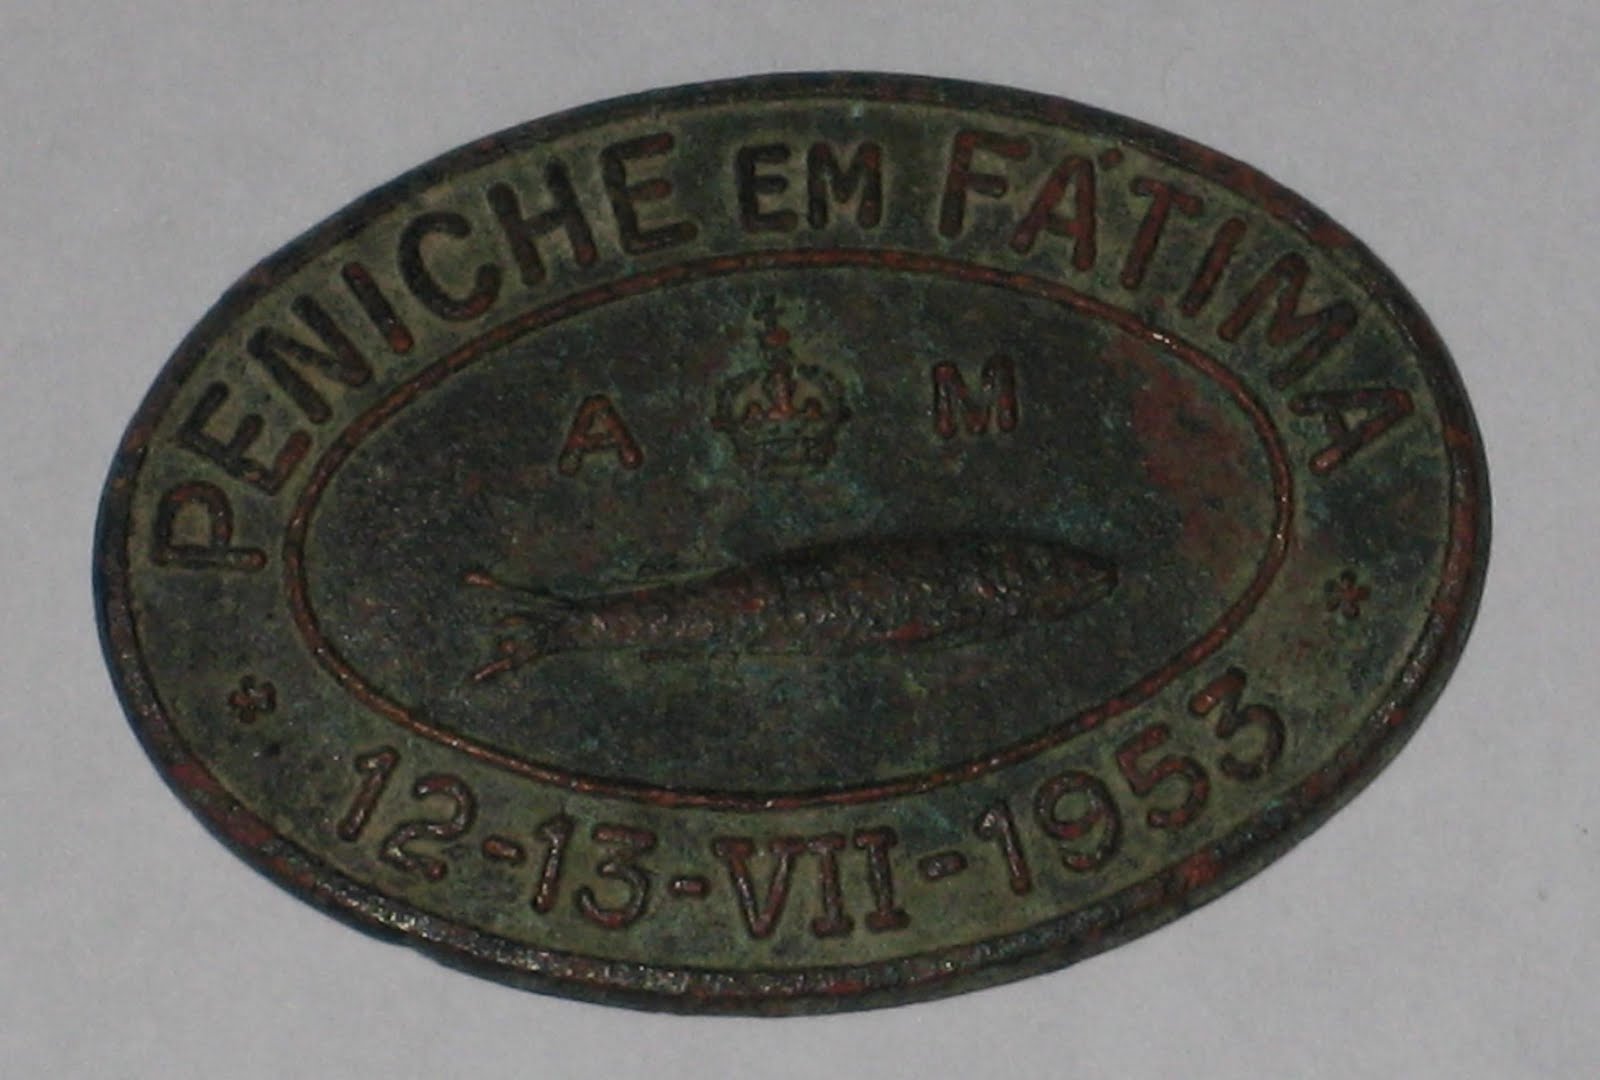 PENICHE EM FÁTIMA
A M
* 12-13-VII-1953 *